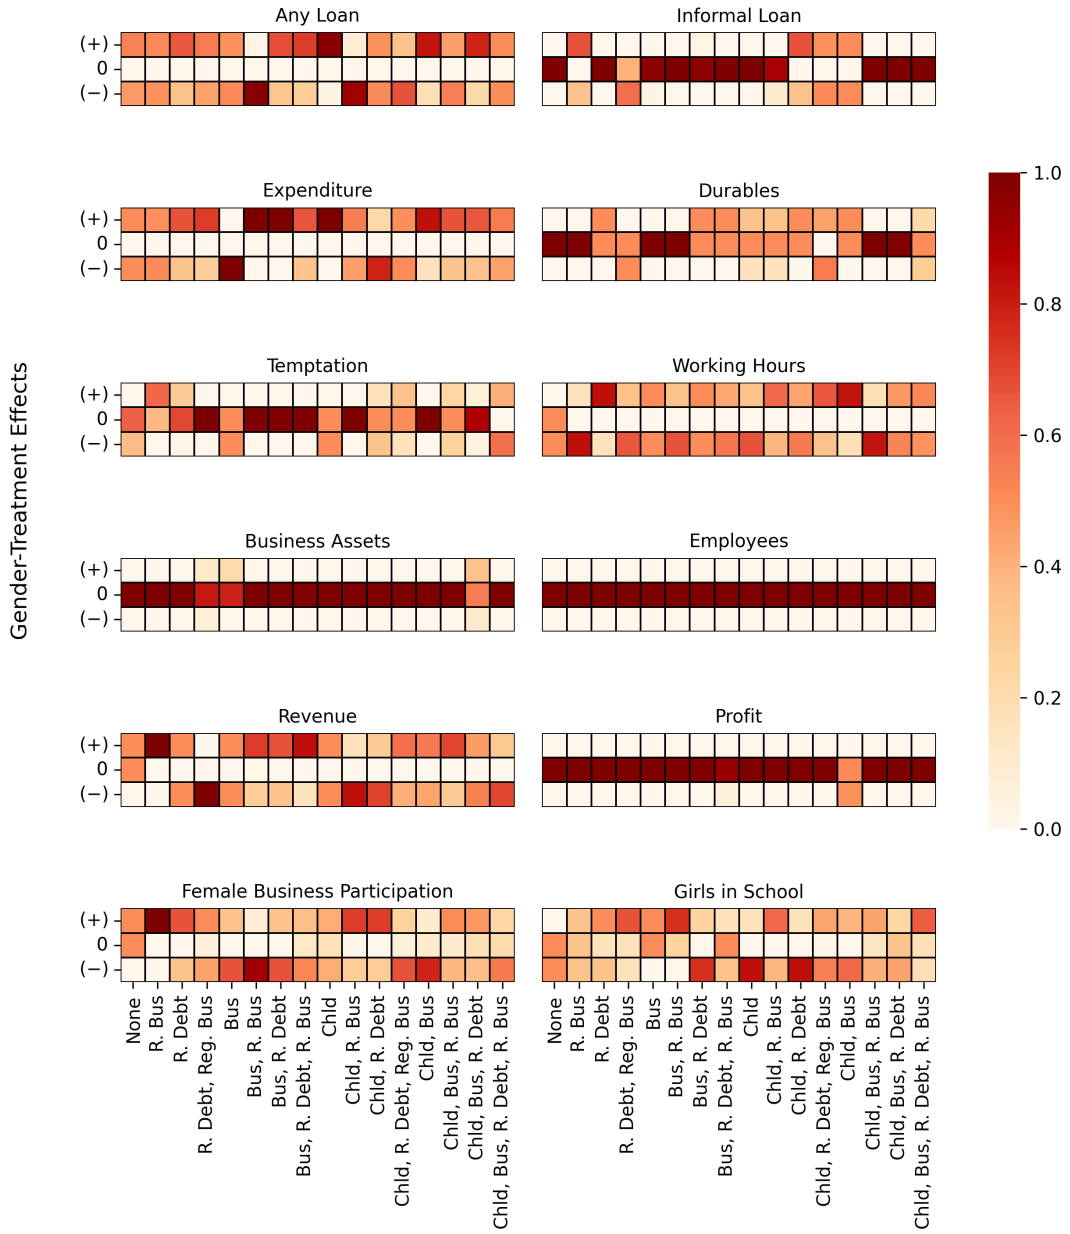 Any Loan
Informal Loan
(+)
0
(−)
Expenditure
Durables
(+)
0
(−)
Temptation
Working Hours
(+)
0
(−)
Business Assets
Employees
(+)
0
(−)
Revenue
Profit
(+)
0
(−)
Female Business Participation
Girls in School
(+)
0
(−)
Gender-Treatment Effects
1.0
0.8
0.6
0.4
0.2
0.0
None
R. Bus
R. Debt
R. Debt, Reg. Bus
Bus
Bus, R. Bus
Bus, R. Debt
Bus, R. Debt, R. Bus
Chld
Chld, R. Bus
Chld, R. Debt
Chld, R. Debt, Reg. Bus
Chld, Bus
Chld, Bus, R. Bus
Chld, Bus, R. Debt
Chld, Bus, R. Debt, R. Bus
None
R. Bus
R. Debt
R. Debt, Reg. Bus
Bus
Bus, R. Bus
Bus, R. Debt
Bus, R. Debt, R. Bus
Chld
Chld, R. Bus
Chld, R. Debt
Chld, R. Debt, Reg. Bus
Chld, Bus
Chld, Bus, R. Bus
Chld, Bus, R. Debt
Chld, Bus, R. Debt, R. Bus